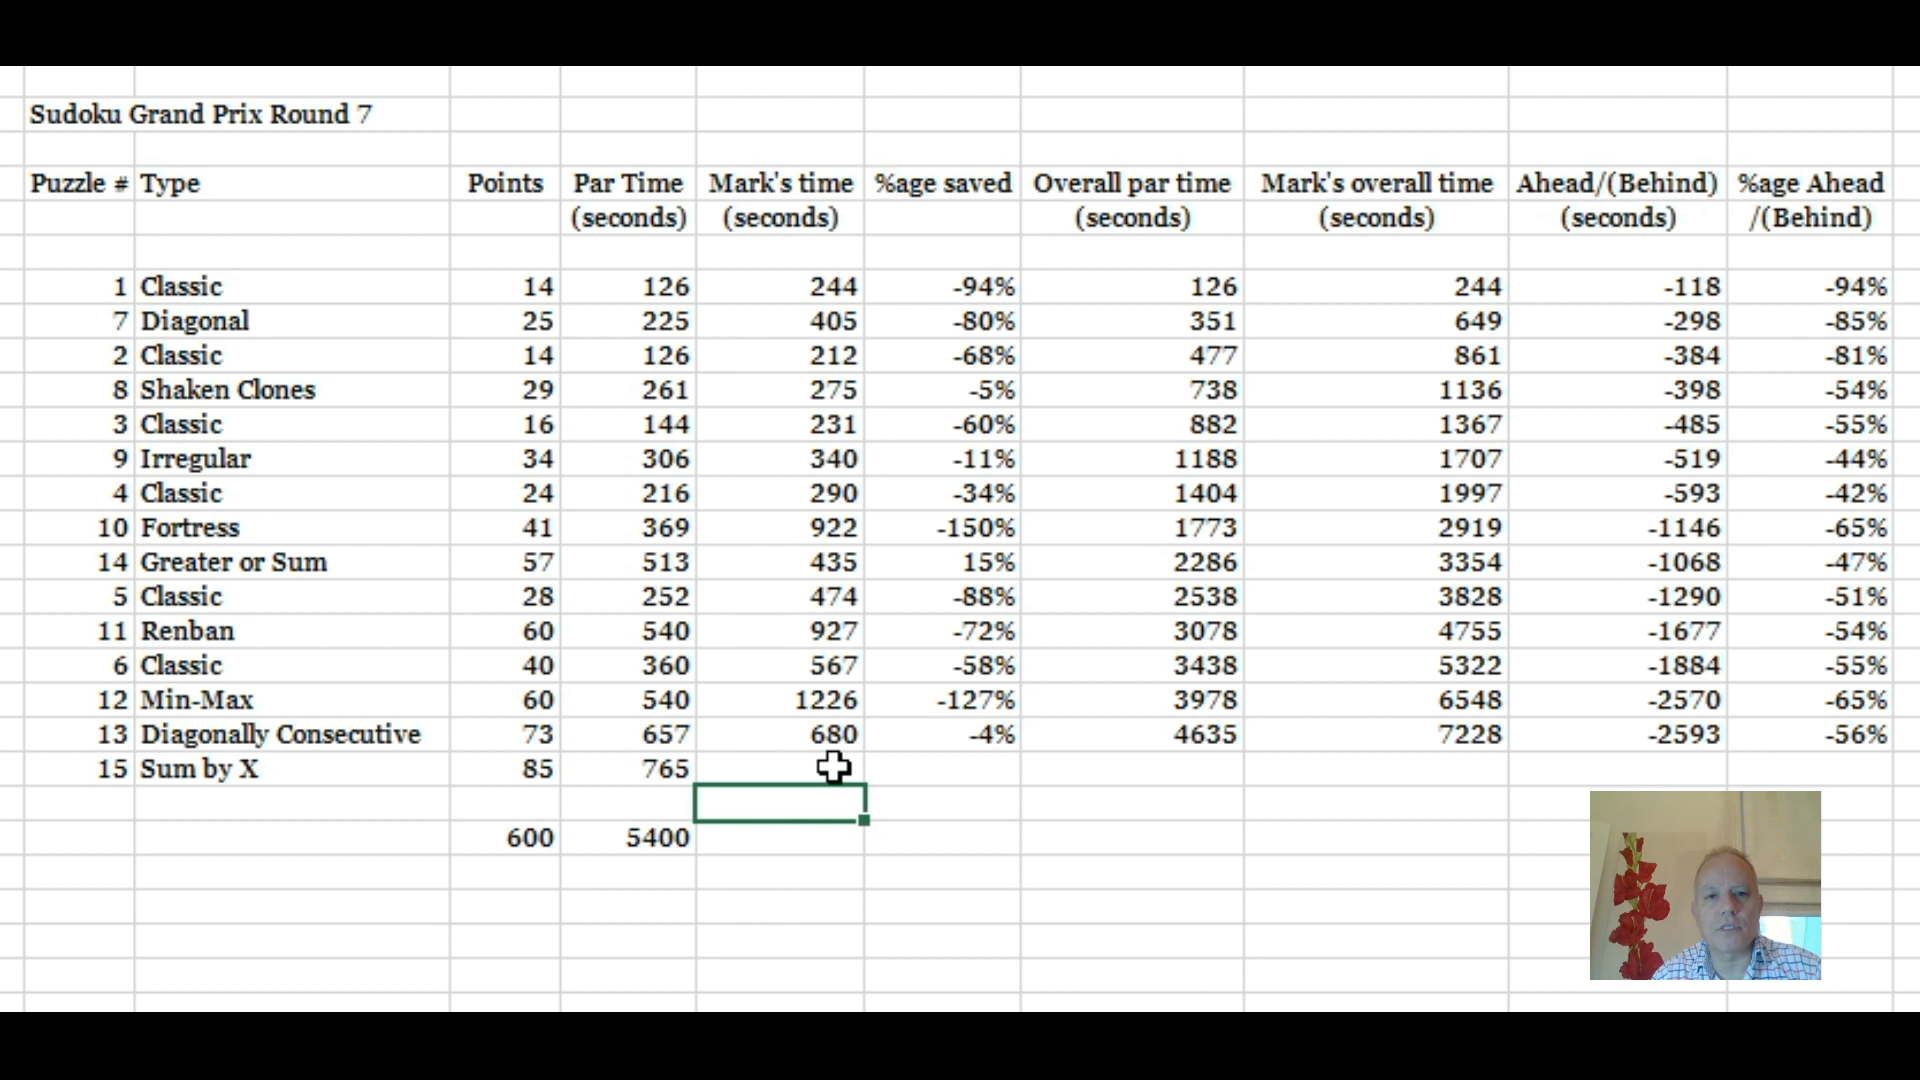 Sudoku Grand Prix Round 7
Puzzle # Type Points Par Time Mark's time %age saved Overall par time Mark's overall time Ahead/(Behind) %age Ahead
(seconds) (seconds) (seconds) (seconds) (seconds) /(Behind)
1 Classic 14 126 244 -94% 126 244 -118 -94%
7 Diagonal 25 225 405 -80% 351 649 -298 -85%
2 Classic 14 126 212 -68% 477 861 -384 -81%
8 Shaken Clones 29 261 275 -5% 738 1136 -398 -54%
3 Classic 16 144 231 -60% 882 1367 -485 -55%
9 Irregular 34 306 340 -11% 1188 1707 -519 -44%
4 Classic 24 216 290 -34% 1404 1997 -593 -42%
10 Fortress 41 369 922 -150% 1773 2919 -1146 -65%
14 Greater or Sum 57 513 435 15% 2286 3354 -1068 -47%
5 Classic 28 252 474 -88% 2538 3828 -1290 -51%
11 Renban 60 540 927 -72% 3078 4755 -1677 -54%
6 Classic 40 360 567 -58% 3438 5322 -1884 -55%
12 Min-Max 60 540 1226 -127% 3978 6548 -2570 -65%
13 Diagonally Consecutive 73 657 680 -4% 4635 7228 -2593 -56%
15 Sum by X 85 765
600 5400